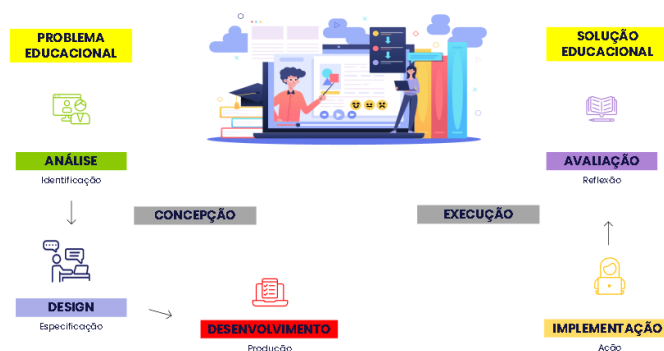 PROBLEMA
EDUCACIONAL
SOLUÇÃO
EDUCACIONAL
ANÁLISE
Identificação
AVALIAÇÃO
Reflexão
CONCEPÇÃO
EXECUÇÃO
DESIGN
Especificação
DESENVOLVIMENTO
Produção
IMPLEMENTAÇÃO
Ação